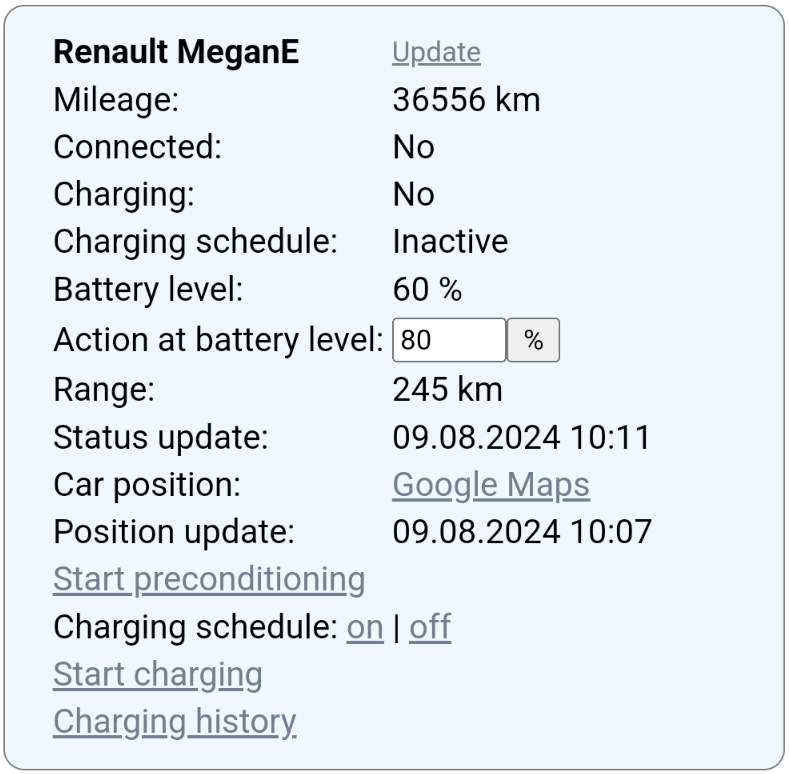 Renault MeganE Update
Mileage: 36556 km
Connected: No
Charging: No
Charging schedule: Inactive
Battery level: 60 %
Action at battery level: 80 %
Range: 245 km
Status update: 09.08.2024 10:11
Car position: Google Maps
Position update: 09.08.2024 10:07
Start preconditioning
Charging schedule: on | off
Start charging
Charging history